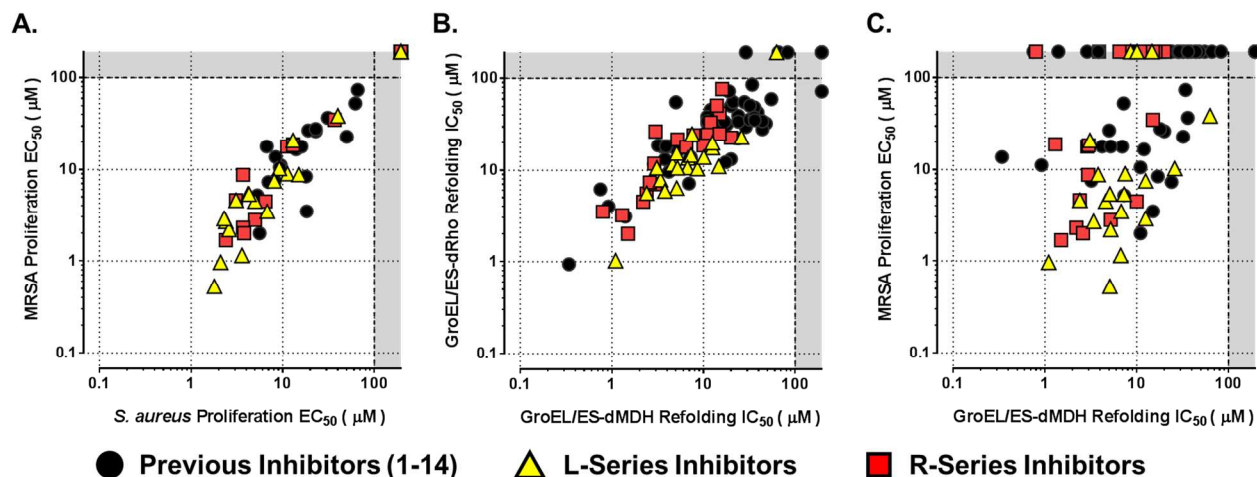 A.
MRSA Proliferation EC50 ( μM)
100
10
1
0.1
0.1
1
10
100
S. aureus Proliferation EC50 ( μM)
B.
GroEL/ES-dRho Refolding IC50 ( μM)
100
10
1
0.1
0.1
1
10
100
GroEL/ES-dMDH Refolding IC50 ( μM)
C.
MRSA Proliferation EC50 ( μM)
100
10
1
0.1
0.1
1
10
100
GroEL/ES-dMDH Refolding IC50 ( μM)
Previous Inhibitors (1-14)
L-Series Inhibitors
R-Series Inhibitors